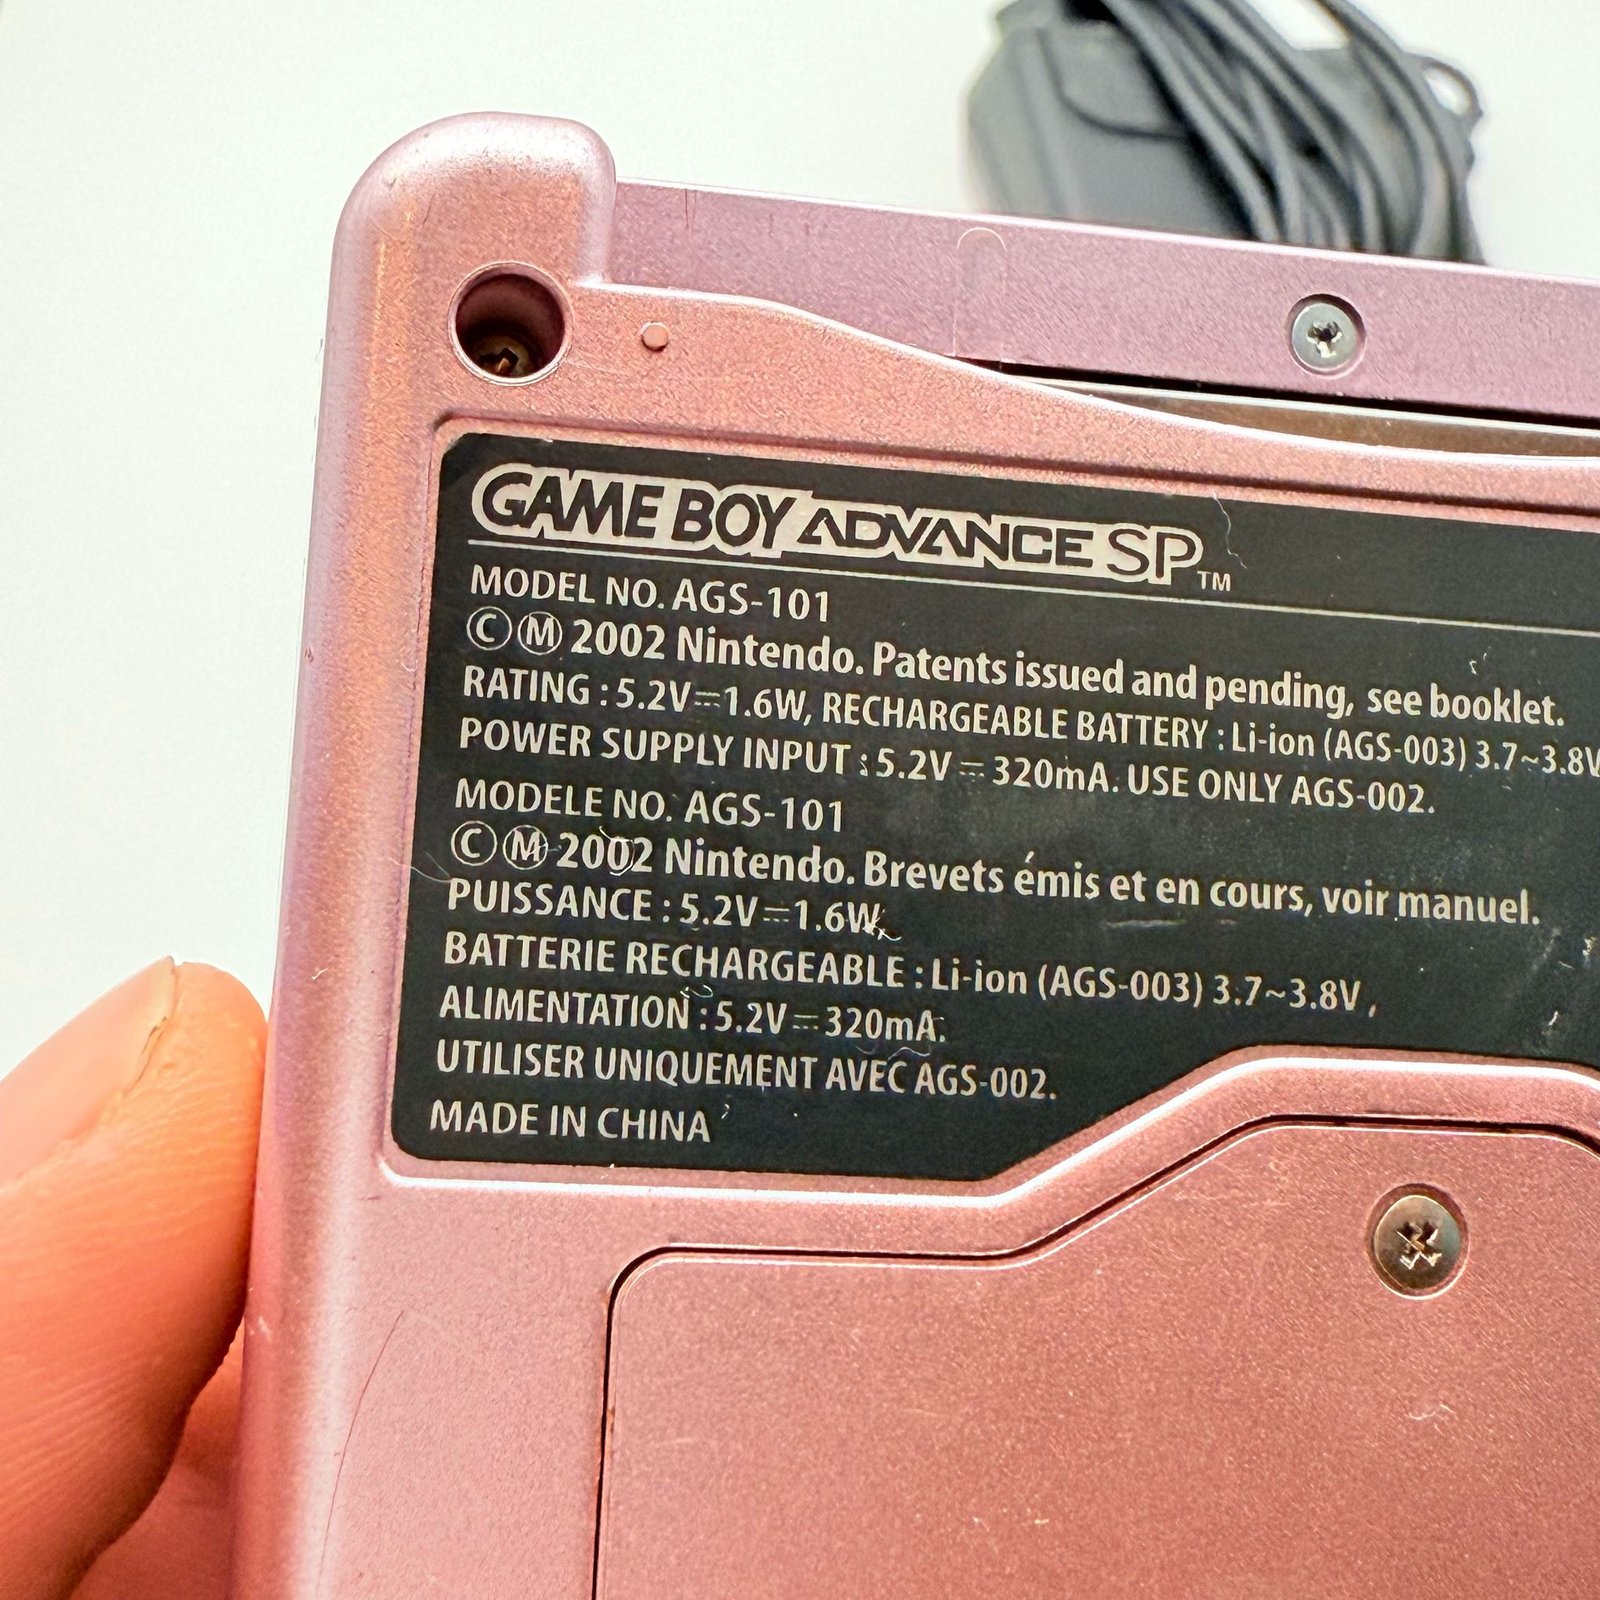 GAME BOY ADVANCE SP™
MODEL NO. AGS-101
Ⓒ Ⓜ 2002 Nintendo. Patents issued and pending, see booklet.
RATING : 5.2V⎓1.6W, RECHARGEABLE BATTERY : Li-ion (AGS-003) 3.7~3.8V
POWER SUPPLY INPUT : 5.2V⎓320mA. USE ONLY AGS-002.
MODELE NO. AGS-101
Ⓒ Ⓜ 2002 Nintendo. Brevets émis et en cours, voir manuel.
PUISSANCE : 5.2V⎓1.6W,
BATTERIE RECHARGEABLE : Li-ion (AGS-003) 3.7~3.8V ,
ALIMENTATION : 5.2V⎓320mA.
UTILISER UNIQUEMENT AVEC AGS-002.
MADE IN CHINA